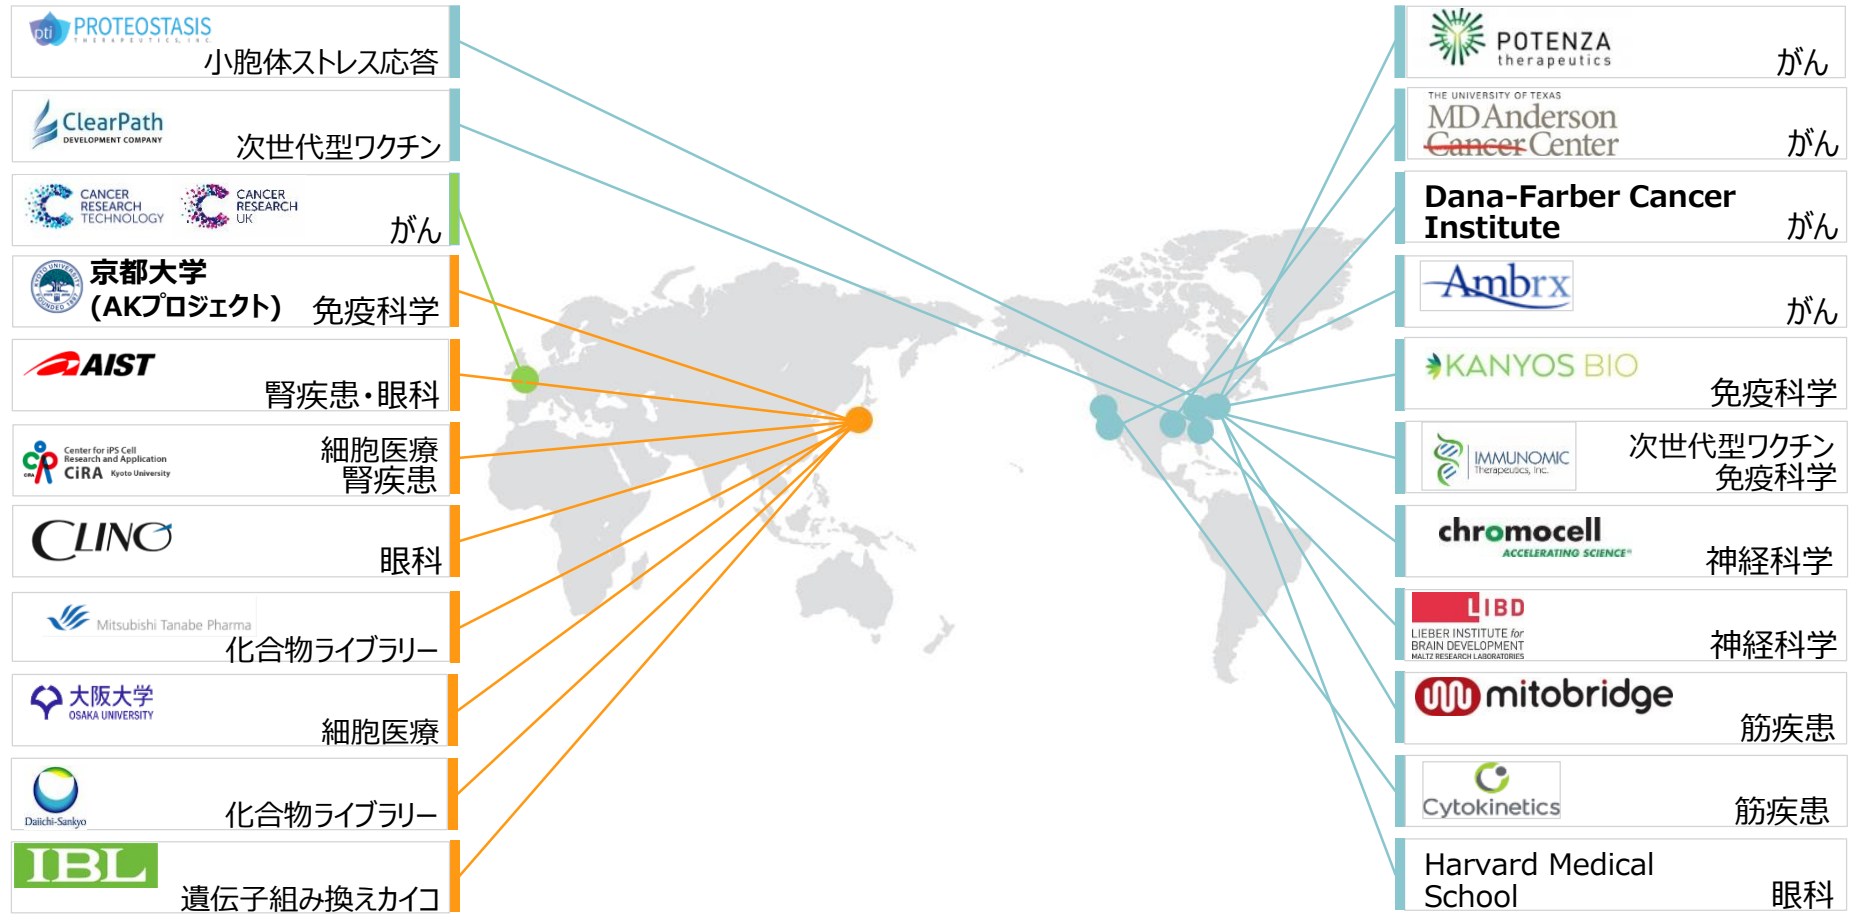 pti PROTEOSTASIS
THERAPEUTICS, INC.
小胞体ストレス応答
ClearPath
DEVELOPMENT COMPANY
次世代型ワクチン
CANCER
RESEARCH
TECHNOLOGY
CANCER
RESEARCH
UK
がん
京都大学
(AKプロジェクト)
免疫科学
AIST
腎疾患・眼科
Center for iPS Cell
Research and Application
CiRA Kyoto University
細胞医療
腎疾患
CLINO
眼科
Mitsubishi Tanabe Pharma
化合物ライブラリー
大阪大学
OSAKA UNIVERSITY
細胞医療
Daiichi-Sankyo
化合物ライブラリー
IBL
遺伝子組み換えカイコ
POTENZA
therapeutics
がん
THE UNIVERSITY OF TEXAS
MD Anderson
Cancer Center
がん
Dana-Farber Cancer
Institute
がん
Ambrx
がん
KANYOS BIO
免疫科学
IMMUNOMIC
Therapeutics, Inc.
次世代型ワクチン
免疫科学
chromocell
ACCELERATING SCIENCE
神経科学
LIBD
LIEBER INSTITUTE for
BRAIN DEVELOPMENT
MALTZ RESEARCH LABORATORIES
神経科学
mitobridge
筋疾患
Cytokinetics
筋疾患
Harvard Medical
School
眼科